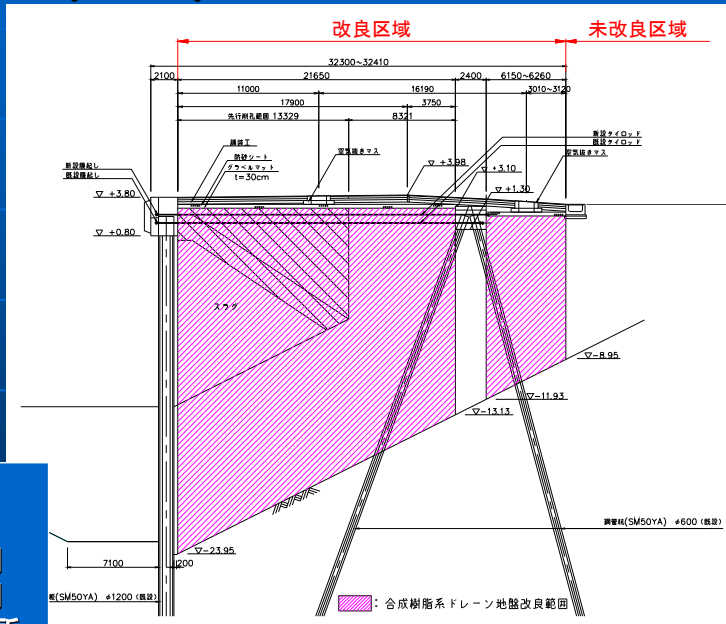 改良区域
未改良区域
32300~32410
2100
21650
2400
6150~6260
11000
16190
3010~3120
17900
3750
先行削孔範囲 13329
8321
舗装工
防砂シート
グラベルマット
t=30cm
空気抜きマス
新設タイロッド
既設タイロッド
空気抜きマス
新設腹起し
既設腹起し
▽ +3.98
▽ +3.10
▽ +3.80
▽ +1.30
▽ +0.80
スラグ
▽-8.95
▽-11.93
▽-13.13
▽-23.95
鋼管杭(SM50YA) φ600 (既設)
7100
200
(SM50YA) φ1200 (既設)
: 合成樹脂系ドレーン地盤改良範囲